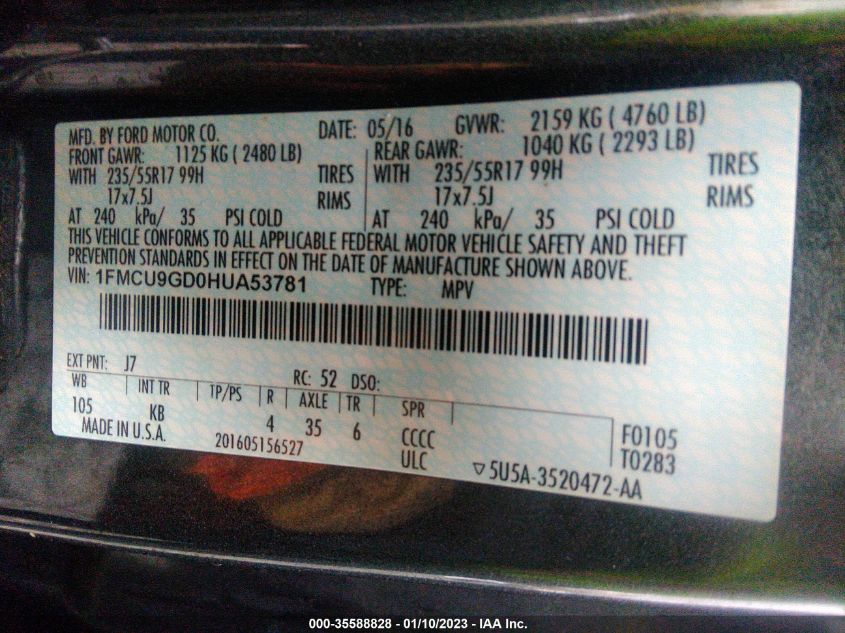 MFD. BY FORD MOTOR CO. DATE: 05/16 GVWR: 2159 KG ( 4760 LB)
FRONT GAWR: 1125 KG ( 2480 LB) REAR GAWR: 1040 KG ( 2293 LB)
WITH 235/55R17 99H TIRES WITH 235/55R17 99H TIRES
17x7.5J RIMS 17x7.5J RIMS
AT 240 kPa/ 35 PSI COLD AT 240 kPa/ 35 PSI COLD
THIS VEHICLE CONFORMS TO ALL APPLICABLE FEDERAL MOTOR VEHICLE SAFETY AND THEFT
PREVENTION STANDARDS IN EFFECT ON THE DATE OF MANUFACTURE SHOWN ABOVE.
VIN: 1FMCU9GD0HUA53781 TYPE: MPV
EXT PNT: J7 RC: 52 DSO:
WB INT TR TP/PS R AXLE TR SPR
105 KB 4 35 6 CCCC F0105
MADE IN U.S.A. 201605156527 ULC T0283
▽5U5A-3520472-AA
000-35588828 - 01/10/2023 - IAA Inc.